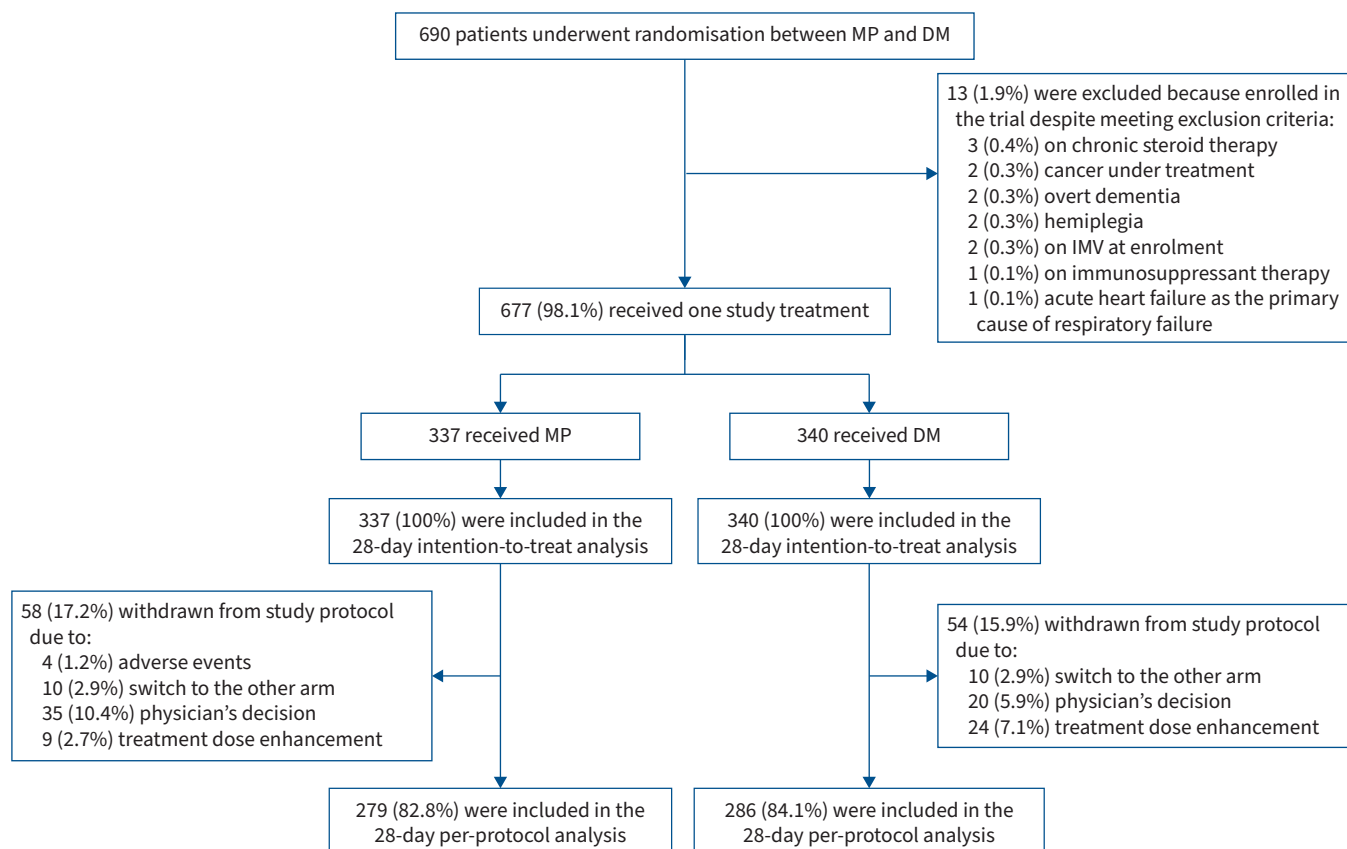 690 patients underwent randomisation between MP and DM
13 (1.9%) were excluded because enrolled in
the trial despite meeting exclusion criteria:
3 (0.4%) on chronic steroid therapy
2 (0.3%) cancer under treatment
2 (0.3%) overt dementia
2 (0.3%) hemiplegia
2 (0.3%) on IMV at enrolment
1 (0.1%) on immunosuppressant therapy
1 (0.1%) acute heart failure as the primary
cause of respiratory failure
677 (98.1%) received one study treatment
337 received MP
340 received DM
337 (100%) were included in the
28-day intention-to-treat analysis
340 (100%) were included in the
28-day intention-to-treat analysis
58 (17.2%) withdrawn from study protocol
due to:
4 (1.2%) adverse events
10 (2.9%) switch to the other arm
35 (10.4%) physician's decision
9 (2.7%) treatment dose enhancement
54 (15.9%) withdrawn from study protocol
due to:
10 (2.9%) switch to the other arm
20 (5.9%) physician's decision
24 (7.1%) treatment dose enhancement
279 (82.8%) were included in the
28-day per-protocol analysis
286 (84.1%) were included in the
28-day per-protocol analysis